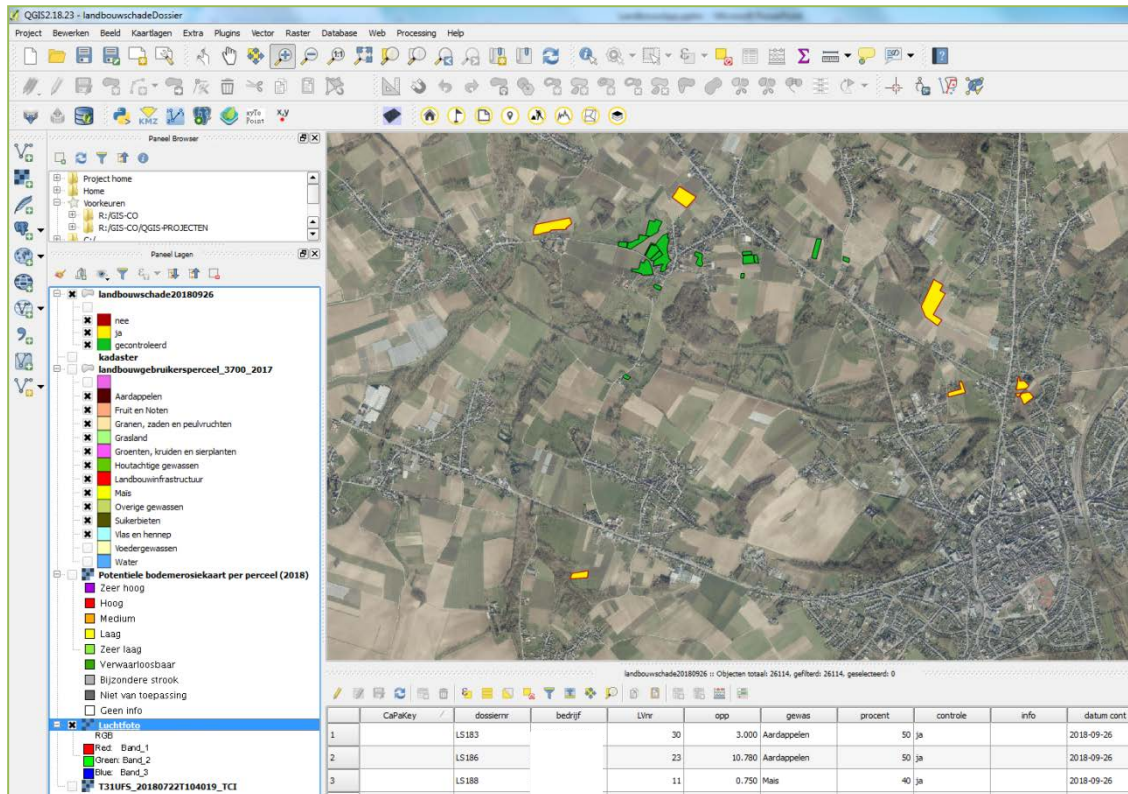 QGIS2.18.23 - landbouwschadeDossier
Project Bewerken Beeld Kaartlagen Extra Plugins Vector Raster Database Web Processing Help
KMZ
xyTo
Point
x,y
Paneel Browser
Project home
Home
Voorkeuren
R:/GIS-CO
R:/GIS-CO/QGIS-PROJECTEN
C:/
Paneel Lagen
landbouwschade20180926
nee
ja
gecontroleerd
kadaster
landbouwgebruikersperceel_3700_2017
Aardappelen
Fruit en Noten
Granen, zaden en peulvruchten
Grasland
Groenten, kruiden en sierplanten
Houtachtige gewassen
Landbouwinfrastructuur
Maïs
Overige gewassen
Suikerbieten
Vlas en hennep
Voedergewassen
Water
Potentiele bodemerosiekaart per perceel (2018)
Zeer hoog
Hoog
Medium
Laag
Zeer laag
Verwaarloosbaar
Bijzondere strook
Niet van toepassing
Geen info
Luchtfoto
RGB
Red: Band_1
Green: Band_2
Blue: Band_3
T31UFS_20180722T104019_TCI
landbouwschade20180926 :: Objecten totaal: 26114, gefilterd: 26114, geselecteerd: 0
CaPaKey dossiernr bedrijf LVnr opp gewas procent controle info datum cont
1 LS183 30 3.000 Aardappelen 50 ja 2018-09-26
2 LS186 23 10.780 Aardappelen 50 ja 2018-09-26
3 LS188 11 0.750 Mais 40 ja 2018-09-26